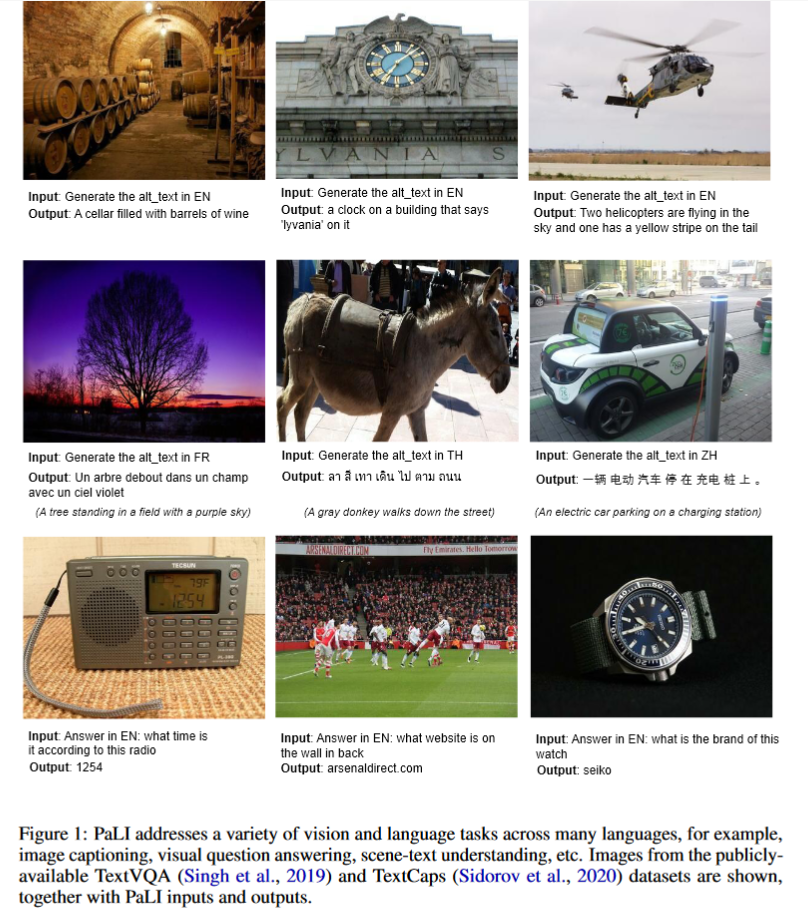 YLVANIA S
Input: Generate the alt_text in EN
Output: A cellar filled with barrels of wine
Input: Generate the alt_text in EN
Output: a clock on a building that says
'lyvania' on it
Input: Generate the alt_text in EN
Output: Two helicopters are flying in the
sky and one has a yellow stripe on the tail
Input: Generate the alt_text in FR
Output: Un arbre debout dans un champ
avec un ciel violet
(A tree standing in a field with a purple sky)
Input: Generate the alt_text in TH
Output: ลา สี เทา เดิน ไป ตาม ถนน
(A gray donkey walks down the street)
Input: Generate the alt_text in ZH
Output: 一辆 电动 汽车 停 在 充电 桩 上 。
(An electric car parking on a charging station)
TECSUN
79F
1254
ARSENALDIRECT.COM
Fly Emirates. Hello Tomorrow
Input: Answer in EN: what time is
it according to this radio
Output: 1254
Input: Answer in EN: what website is on
the wall in back
Output: arsenaldirect.com
Input: Answer in EN: what is the brand of this
watch
Output: seiko
Figure 1: PaLI addresses a variety of vision and language tasks across many languages, for example,
image captioning, visual question answering, scene-text understanding, etc. Images from the publicly-
available TextVQA (Singh et al., 2019) and TextCaps (Sidorov et al., 2020) datasets are shown,
together with PaLI inputs and outputs.